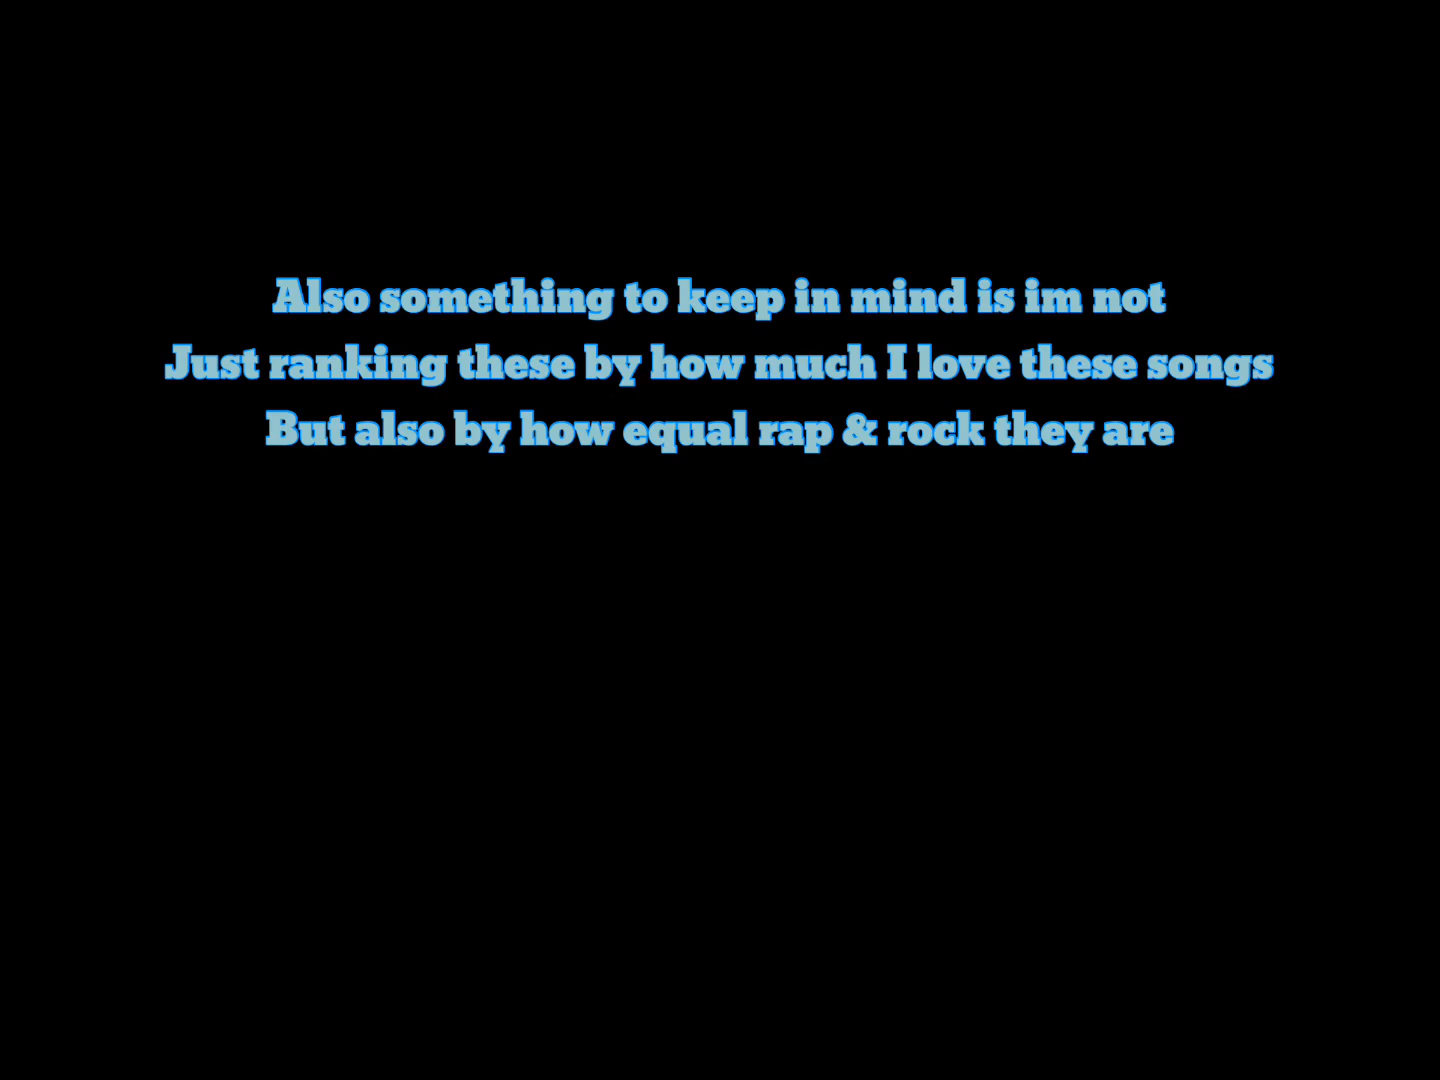 Also something to keep in mind is im not
Just ranking these by how much I love these songs
But also by how equal rap & rock they are